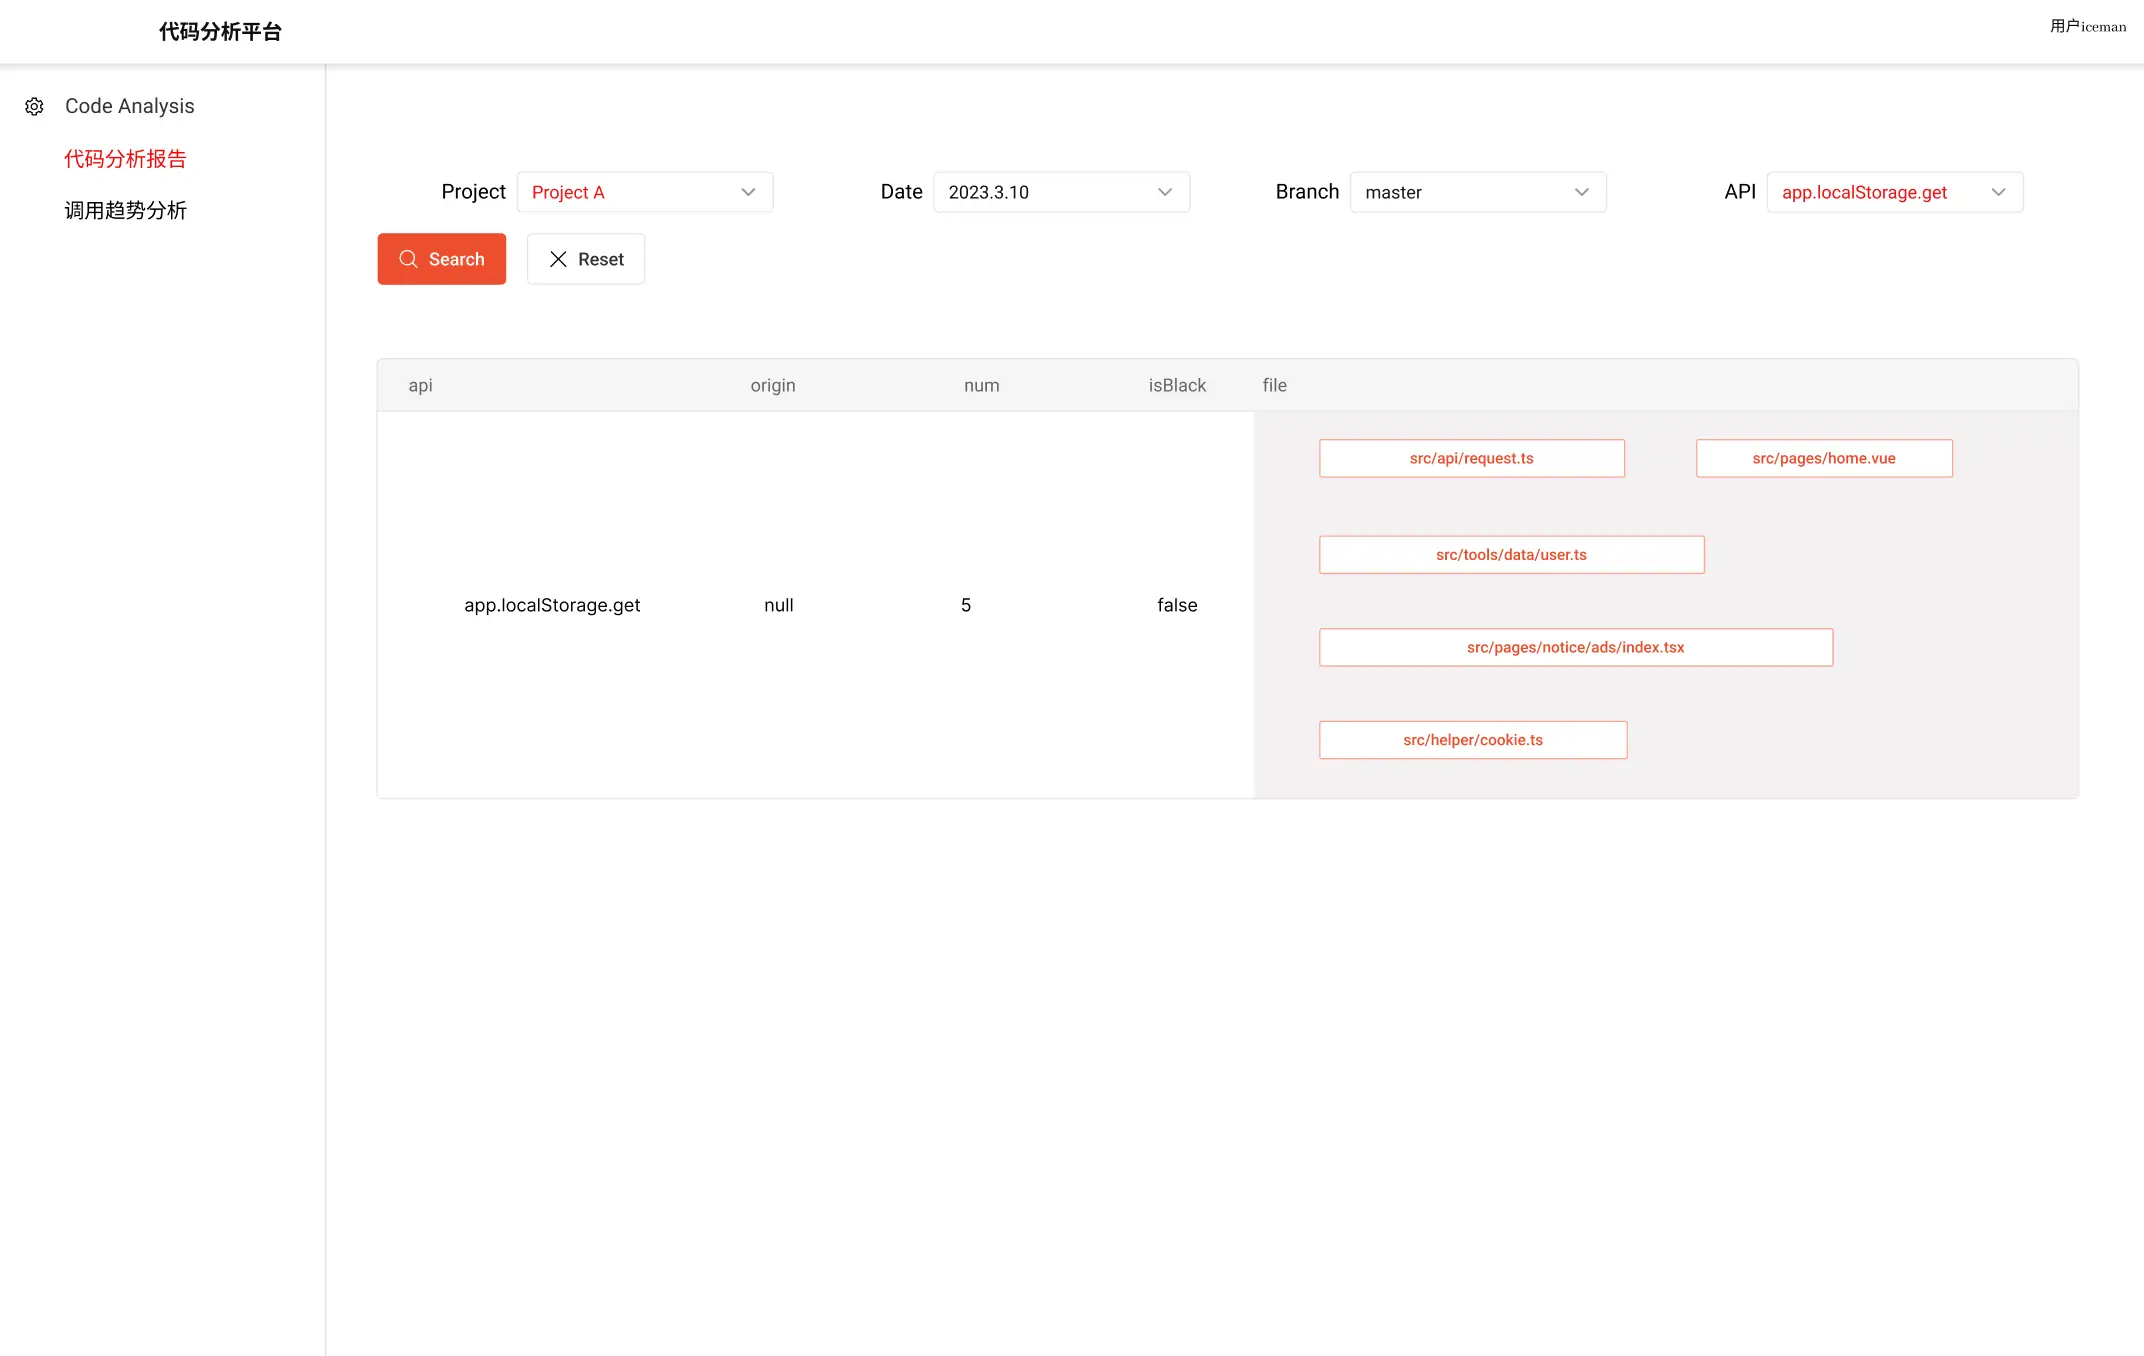 代码分析平台
用户iceman
Code Analysis
代码分析报告
调用趋势分析
Project Project A Date 2023.3.10 Branch master API app.localStorage.get
Search Reset
api origin num isBlack file
src/api/request.ts src/pages/home.vue
src/tools/data/user.ts
app.localStorage.get null 5 false
src/pages/notice/ads/index.tsx
src/helper/cookie.ts